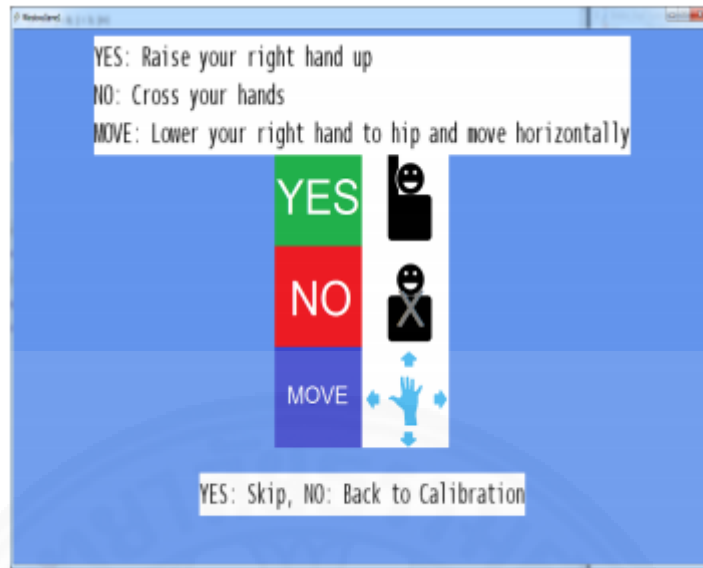 YES: Raise your right hand up
NO: Cross your hands
MOVE: Lower your right hand to hip and move horizontally
YES
NO
MOVE
YES: Skip, NO: Back to Calibration